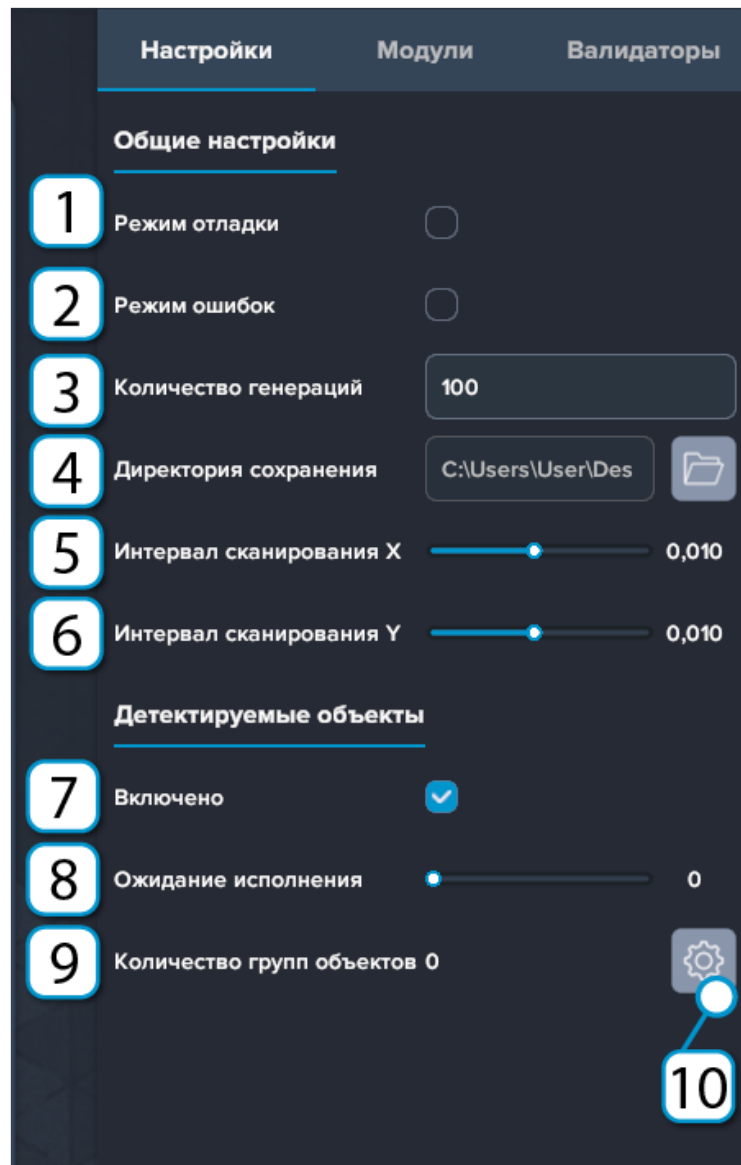 Настройки Модули Валидаторы
Общие настройки
1 Режим отладки
2 Режим ошибок
3 Количество генераций 100
4 Директория сохранения C:\Users\User\Des
5 Интервал сканирования X 0,010
6 Интервал сканирования Y 0,010
Детектируемые объекты
7 Включено
8 Ожидание исполнения 0
9 Количество групп объектов 0
10